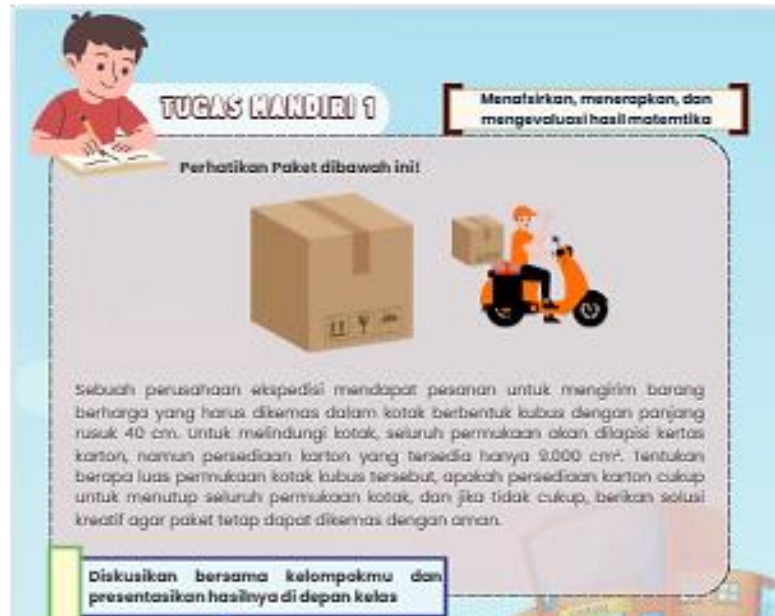 TUGAS MANDIRI 1
Menafsirkan, menerapkan, dan
mengevaluasi hasil matemtika
Perhatikan Paket dibawah ini!
Sebuah perusahaan ekspedisi mendapat pesanan untuk mengirim barang
berharga yang harus dikemas dalam kotak berbentuk kubus dengan panjang
rusuk 40 cm. Untuk melindungi kotak, seluruh permukaan akan dilapisi kertas
karton, namun persediaan karton yang tersedia hanya 9.000 cm². Tentukan
berapa luas permukaan kotak kubus tersebut, apakah persediaan karton cukup
untuk menutup seluruh permukaan kotak, dan jika tidak cukup, berikan solusi
kreatif agar paket tetap dapat dikemas dengan aman.
Diskusikan bersama kelompokmu dan
presentasikan hasilnya di depan kelas